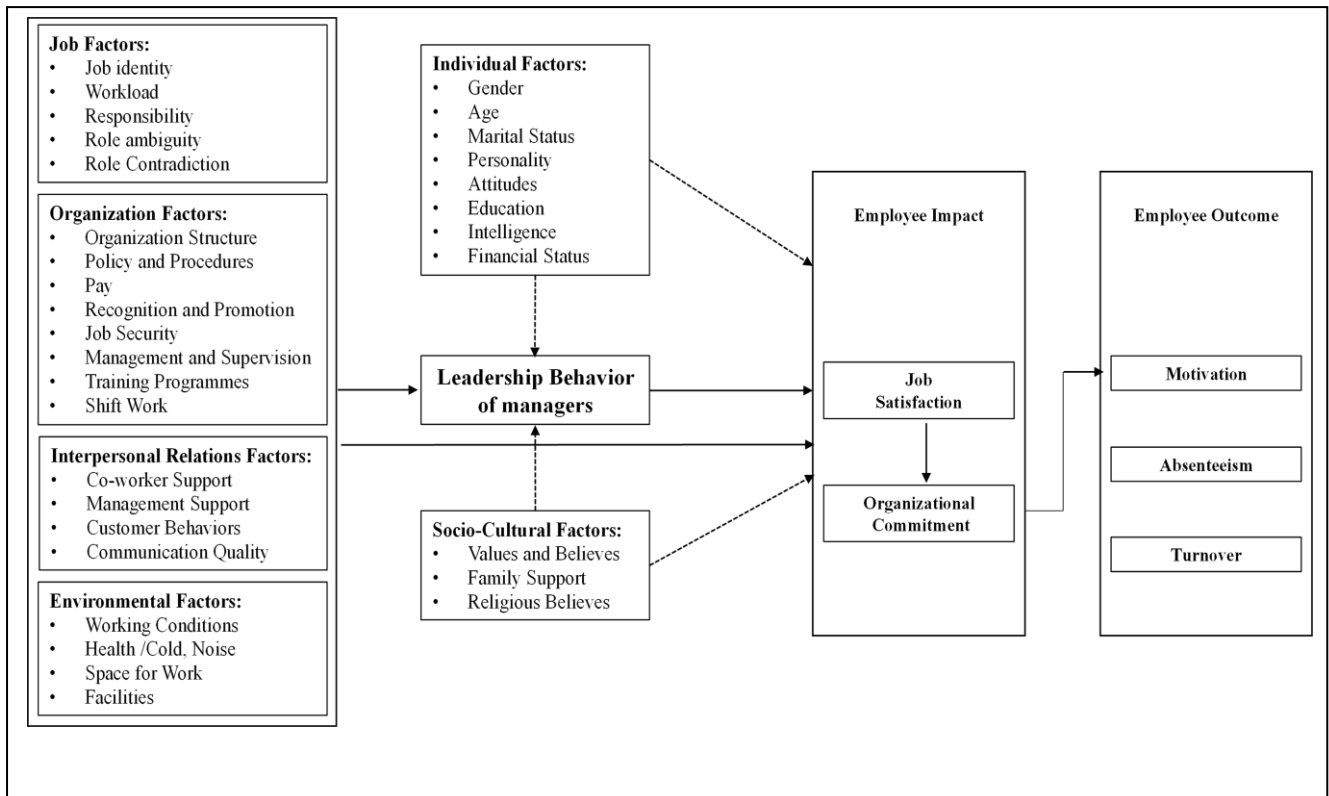 Job Factors:
• Job identity
• Workload
• Responsibility
• Role ambiguity
• Role Contradiction
Organization Factors:
• Organization Structure
• Policy and Procedures
• Pay
• Recognition and Promotion
• Job Security
• Management and Supervision
• Training Programmes
• Shift Work
Interpersonal Relations Factors:
• Co-worker Support
• Management Support
• Customer Behaviors
• Communication Quality
Environmental Factors:
• Working Conditions
• Health /Cold, Noise
• Space for Work
• Facilities
Individual Factors:
• Gender
• Age
• Marital Status
• Personality
• Attitudes
• Education
• Intelligence
• Financial Status
Leadership Behavior
of managers
Socio-Cultural Factors:
• Values and Believes
• Family Support
• Religious Believes
Employee Impact
Job
Satisfaction
Organizational
Commitment
Employee Outcome
Motivation
Absenteeism
Turnover